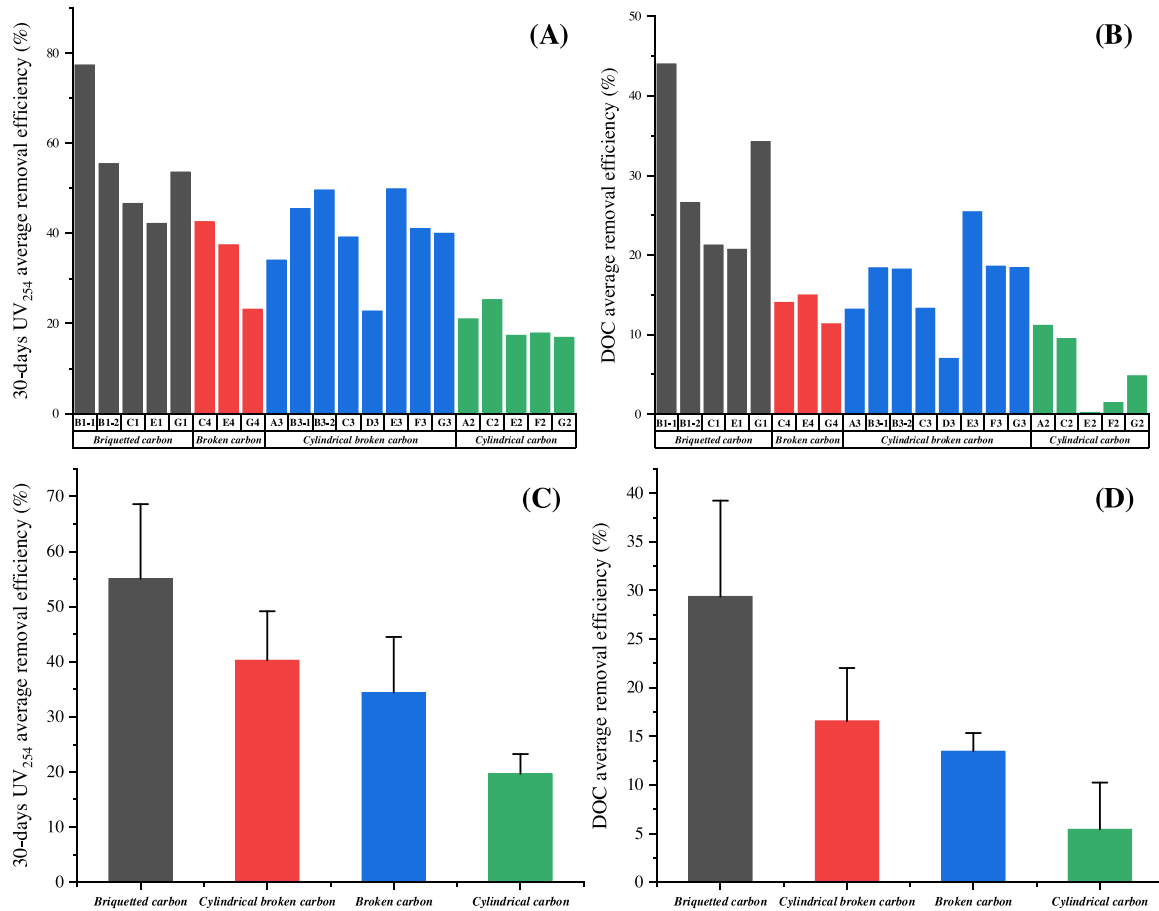 (A)
30-days UV254 average removal efficiency (%)
80
60
40
20
0
B1-1 B1-2 C1 E1 G1 C4 E4 G4 A3 B3-1 B3-2 C3 D3 E3 F3 G3 A2 C2 E2 F2 G2
Briquetted carbon Broken carbon Cylindrical broken carbon Cylindrical carbon
(B)
DOC average removal efficiency (%)
50
40
30
20
10
0
B1-1 B1-2 C1 E1 G1 C4 E4 G4 A3 B3-1 B3-2 C3 D3 E3 F3 G3 A2 C2 E2 F2 G2
Briquetted carbon Broken carbon Cylindrical broken carbon Cylindrical carbon
(C)
30-days UV254 average removal efficiency (%)
70
60
50
40
30
20
10
0
Briquetted carbon Cylindrical broken carbon Broken carbon Cylindrical carbon
(D)
DOC average removal efficiency (%)
40
35
30
25
20
15
10
5
0
Briquetted carbon Cylindrical broken carbon Broken carbon Cylindrical carbon